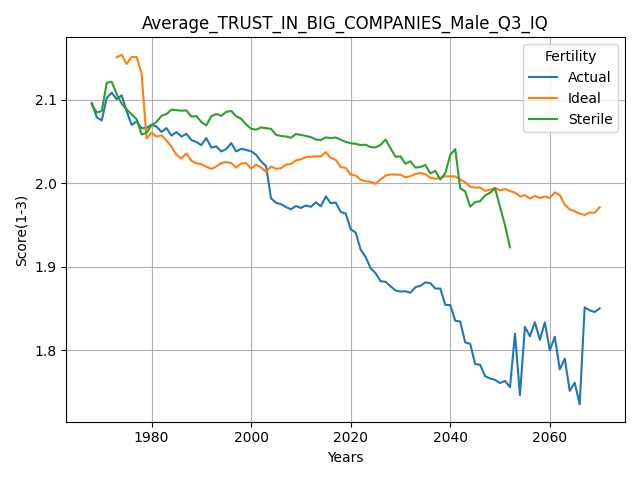 Average_TRUST_IN_BIG_COMPANIES_Male_Q3_IQ
Fertility
Actual
Ideal
Sterile
Score(1-3)
2.1
2.0
1.9
1.8
1980
2000
2020
2040
2060
Years